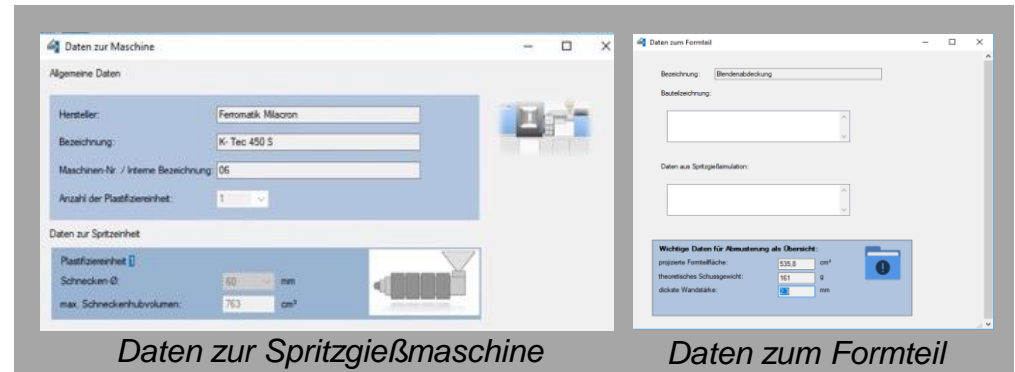 Daten zur Maschine
Allgemeine Daten
Hersteller: Ferromatik Milacron
Bezeichnung: K- Tec 450 S
Maschinen-Nr. / Interne Bezeichnung: 06
Anzahl der Plastifiziereinheit: 1
Daten zur Spritzeinheit
Plastifiziereinheit 1
Schnecken-Ø: 60 mm
max. Schneckenhubvolumen: 763 cm³
Daten zur Spritzgießmaschine
Daten zum Formteil
Bezeichnung: Blendenabdeckung
Bauteilzeichnung:
Daten aus Spritzgießsimulation:
Wichtige Daten für Abmusterung als Übersicht:
projizierte Formteilfläche: 535,8 cm²
theoretisches Schussgewicht: 161 g
dickste Wandstärke: mm
Daten zum Formteil